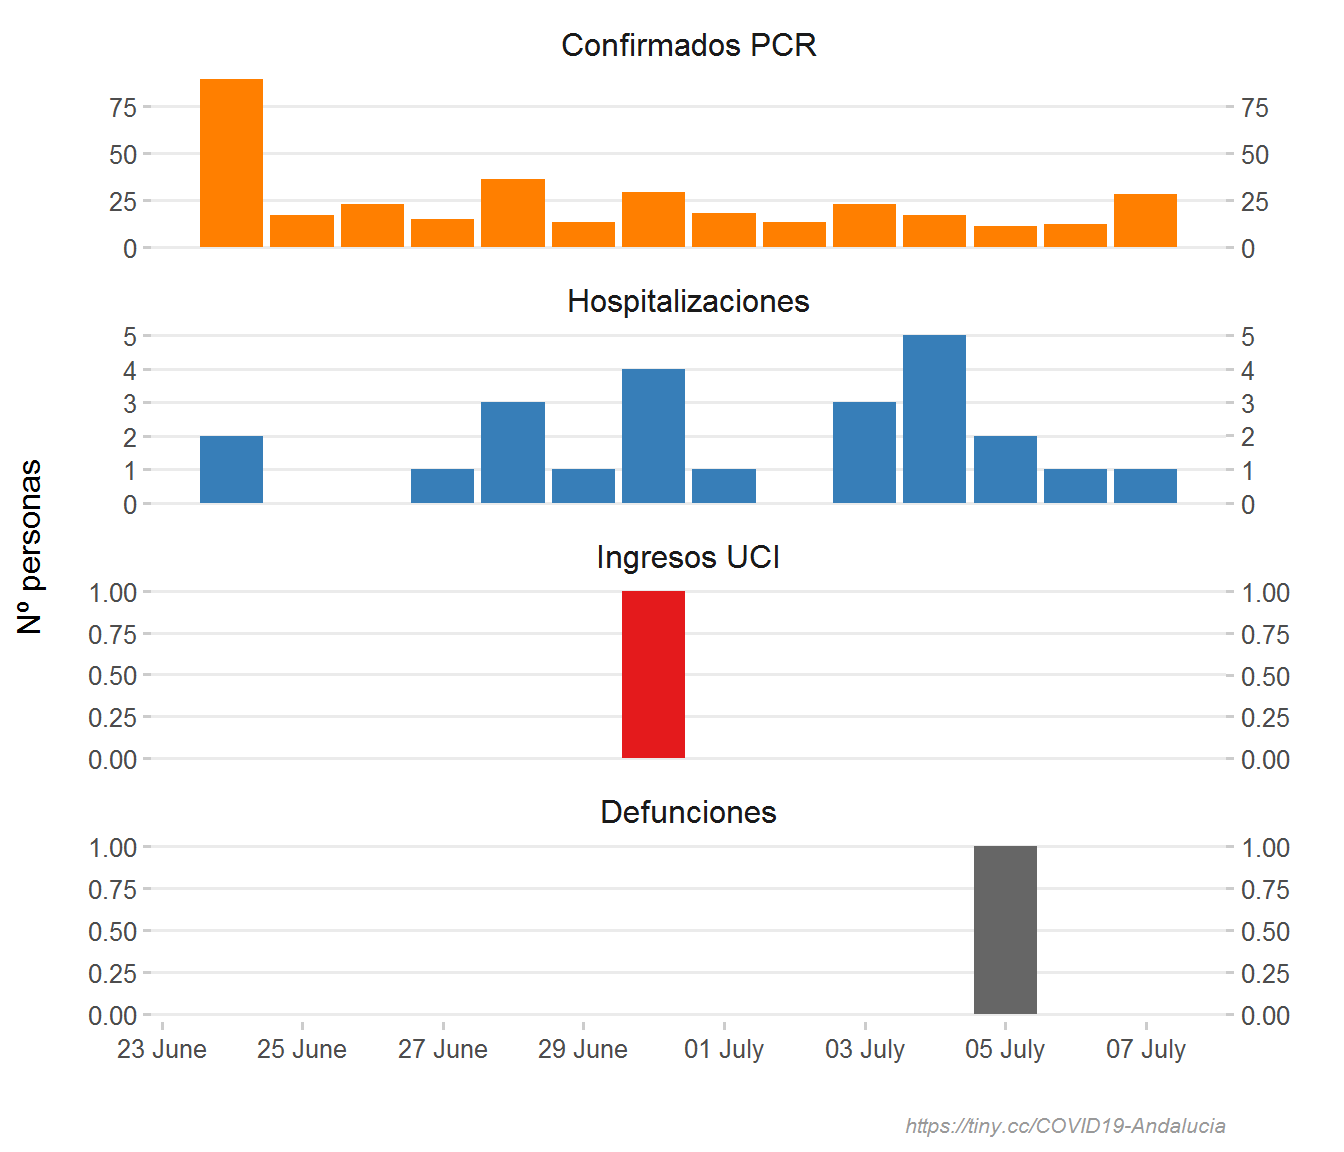 Confirmados PCR
75 75
50 50
25 25
0 0
Hospitalizaciones
5 5
4 4
3 3
2 2
1 1
0 0
Nº personas
Ingresos UCI
1.00 1.00
0.75 0.75
0.50 0.50
0.25 0.25
0.00 0.00
Defunciones
1.00 1.00
0.75 0.75
0.50 0.50
0.25 0.25
0.00 0.00
23 June 25 June 27 June 29 June 01 July 03 July 05 July 07 July
https://tiny.cc/COVID19-Andalucia